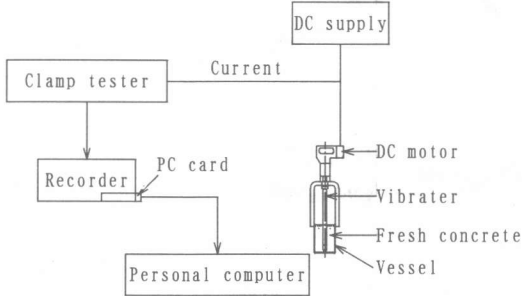 DC supply
Current
Clamp tester
DC motor
PC card
Recorder
Vibrater
Fresh concrete
Vessel
Personal computer